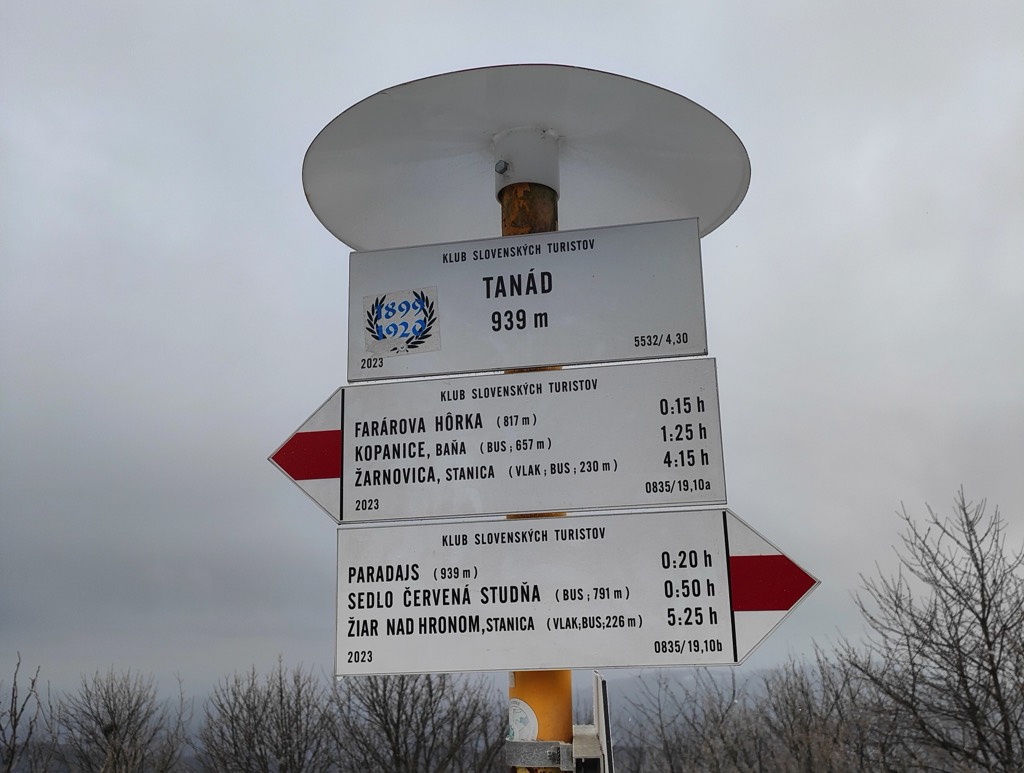 KLUB SLOVENSKÝCH TURISTOV
TANÁD
939 m
1899
1920
2023
5532/4,30
KLUB SLOVENSKÝCH TURISTOV
FARÁROVA HÔRKA (817 m) 0:15 h
KOPANICE, BAŇA (BUS; 657 m) 1:25 h
ŽARNOVICA, STANICA (VLAK; BUS; 230 m) 4:15 h
2023 0835/19,10a
KLUB SLOVENSKÝCH TURISTOV
PARADAJS (939 m) 0:20 h
SEDLO ČERVENÁ STUDŇA (BUS; 791 m) 0:50 h
ŽIAR NAD HRONOM, STANICA (VLAK;BUS;226 m) 5:25 h
2023 0835/19,10b